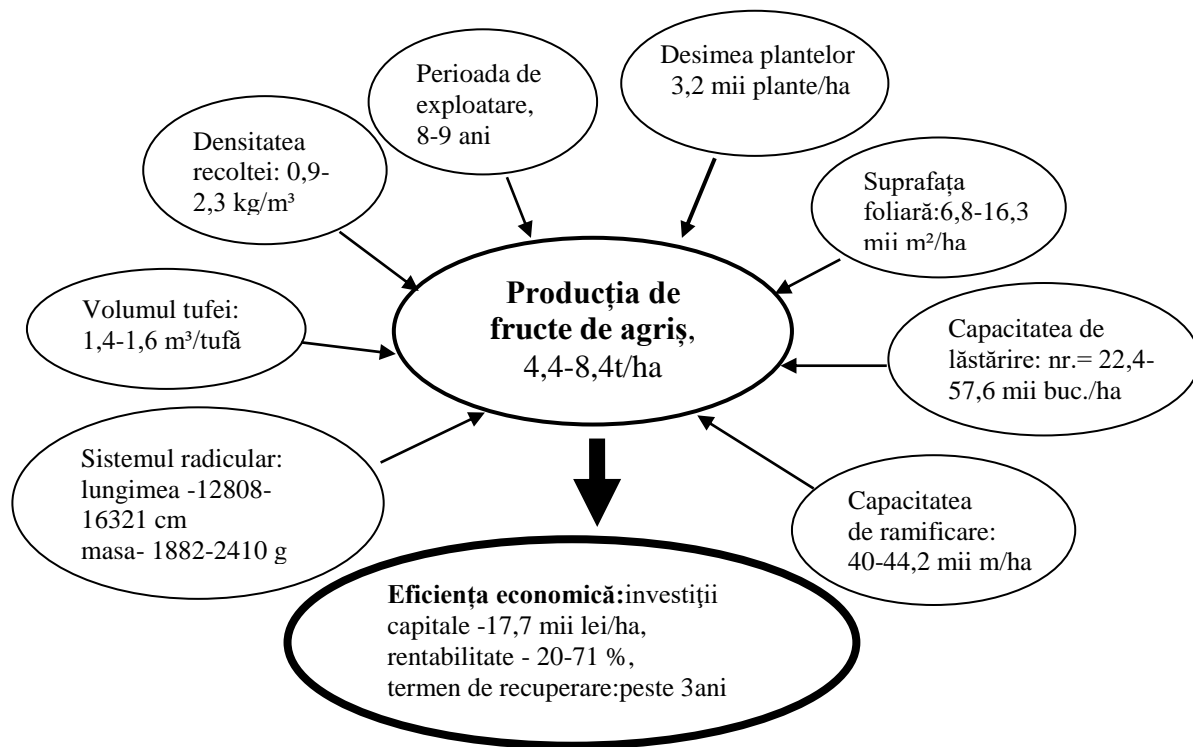 Desimea plantelor
3,2 mii plante/ha
Perioada de
exploatare,
8-9 ani
Densitatea
recoltei: 0,9-
2,3 kg/m³
Suprafața
foliară:6,8-16,3
mii m²/ha
Volumul tufei:
1,4-1,6 m³/tufă
Producția de
fructe de agriș,
4,4-8,4t/ha
Capacitatea de
lăstărire: nr.= 22,4-
57,6 mii buc./ha
Sistemul radicular:
lungimea -12808-
16321 cm
masa- 1882-2410 g
Capacitatea
de ramificare:
40-44,2 mii m/ha
Eficiența economică:investiţii
capitale -17,7 mii lei/ha,
rentabilitate - 20-71 %,
termen de recuperare:peste 3ani